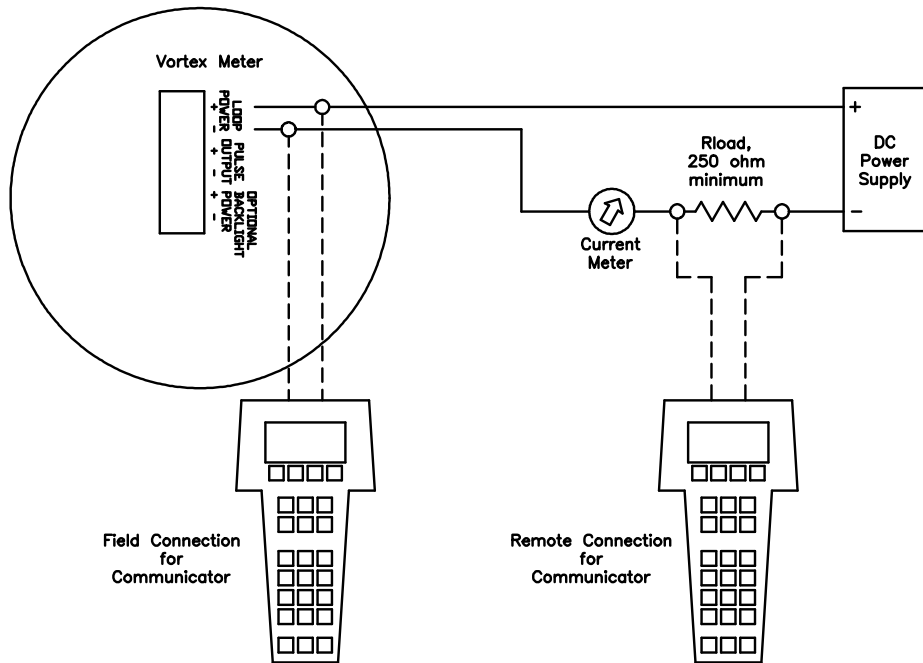 Vortex Meter
LOOP
POWER
+
-
PULSE
OUTPUT
+
-
OPTIONAL
BACKLIGHT
POWER
+
-
+
-
DC
Power
Supply
Rload,
250 ohm
minimum
Current
Meter
Field Connection
for
Communicator
Remote Connection
for
Communicator